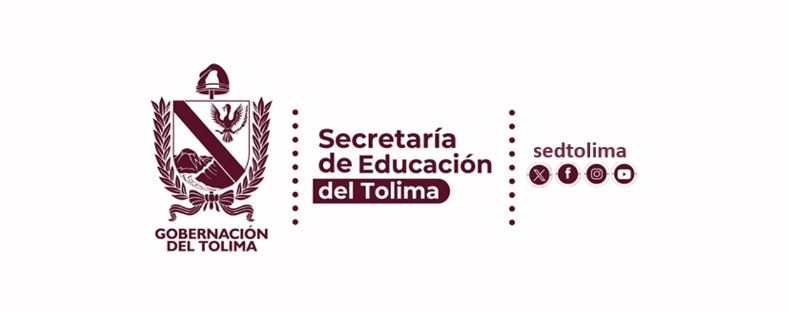 GOBERNACIÓN
DEL TOLIMA
Secretaría
de Educación
del Tolima
sedtolima